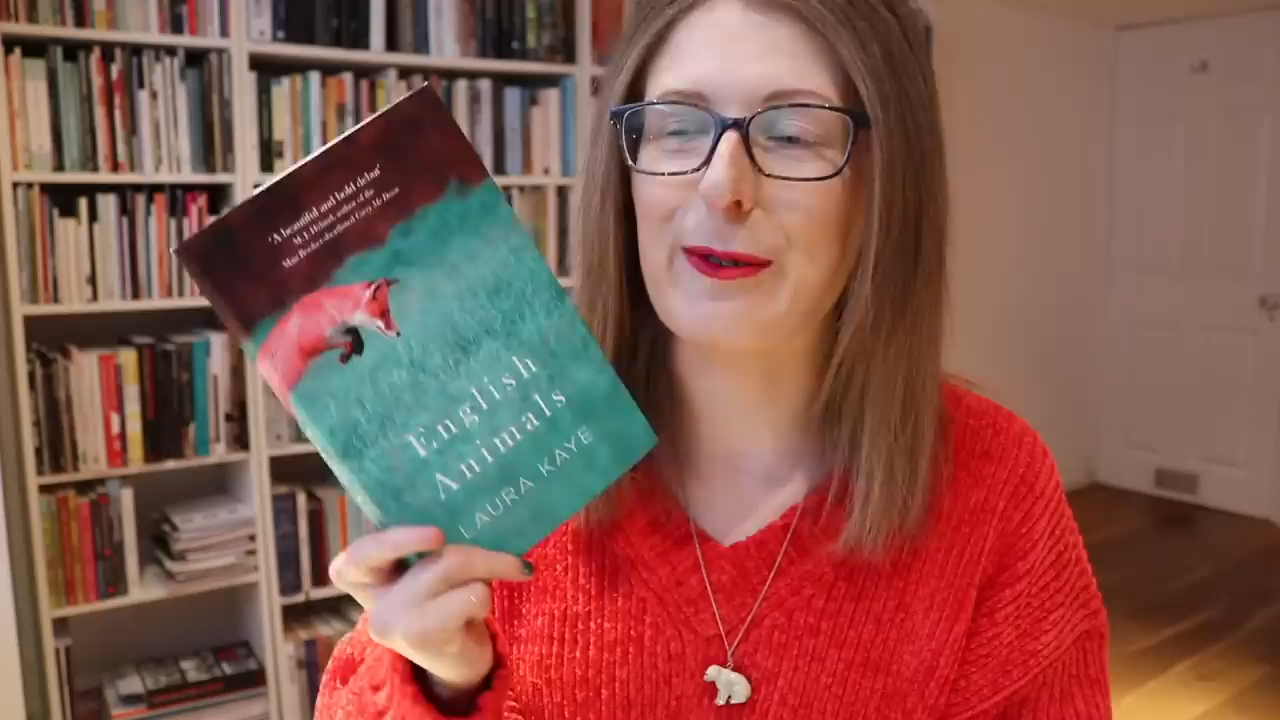 'A beautiful and bold debut'
M.J. Hyland, author of the
Man Booker shortlisted Carry Me Down
English
Animals
LAURA KAYE